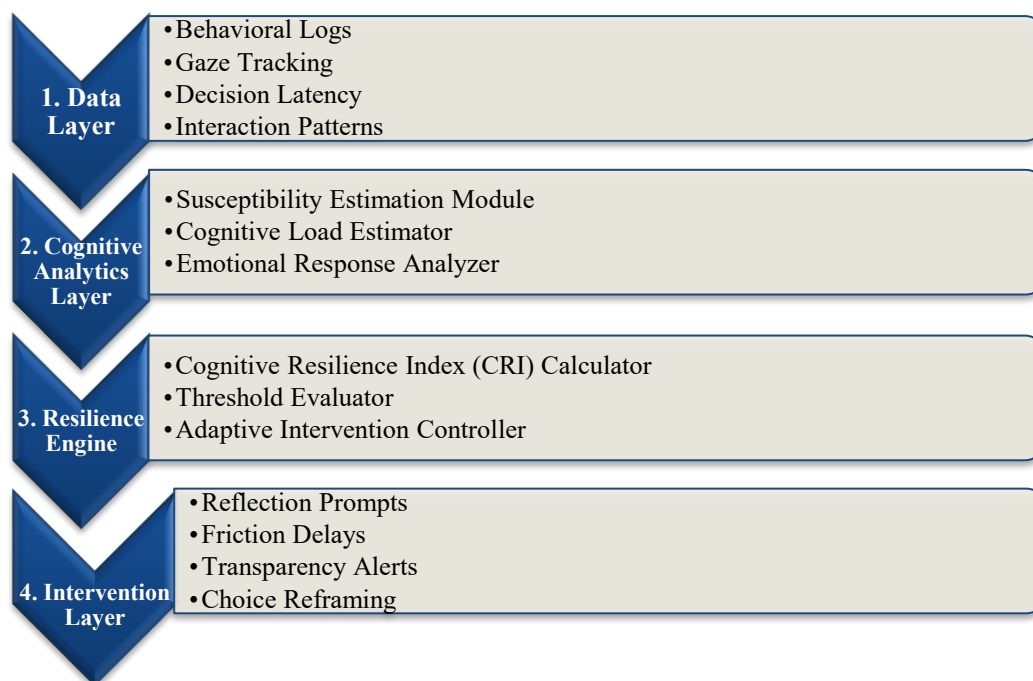 1. Data
Layer
•Behavioral Logs
•Gaze Tracking
•Decision Latency
•Interaction Patterns
2. Cognitive
Analytics
Layer
•Susceptibility Estimation Module
•Cognitive Load Estimator
•Emotional Response Analyzer
3. Resilience
Engine
•Cognitive Resilience Index (CRI) Calculator
•Threshold Evaluator
•Adaptive Intervention Controller
4. Intervention
Layer
•Reflection Prompts
•Friction Delays
•Transparency Alerts
•Choice Reframing